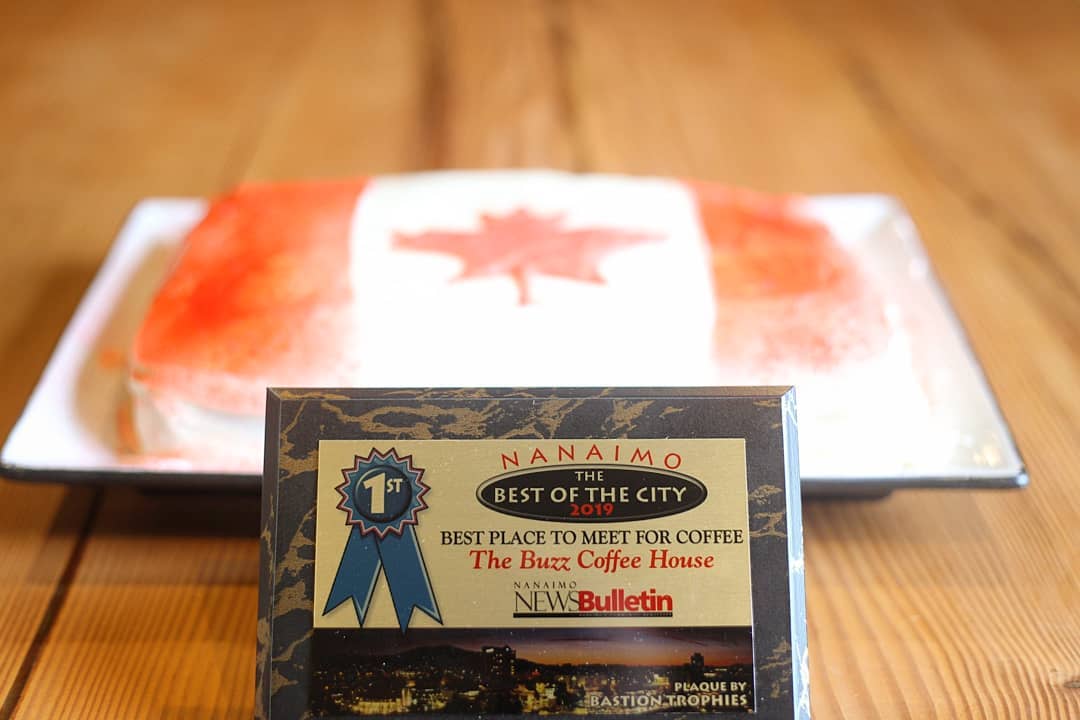 1ST
NANAIMO
THE
BEST OF THE CITY
2019
BEST PLACE TO MEET FOR COFFEE
The Buzz Coffee House
NANAIMO
NEWSBulletin
PLAQUE BY
BASTION TROPHIES